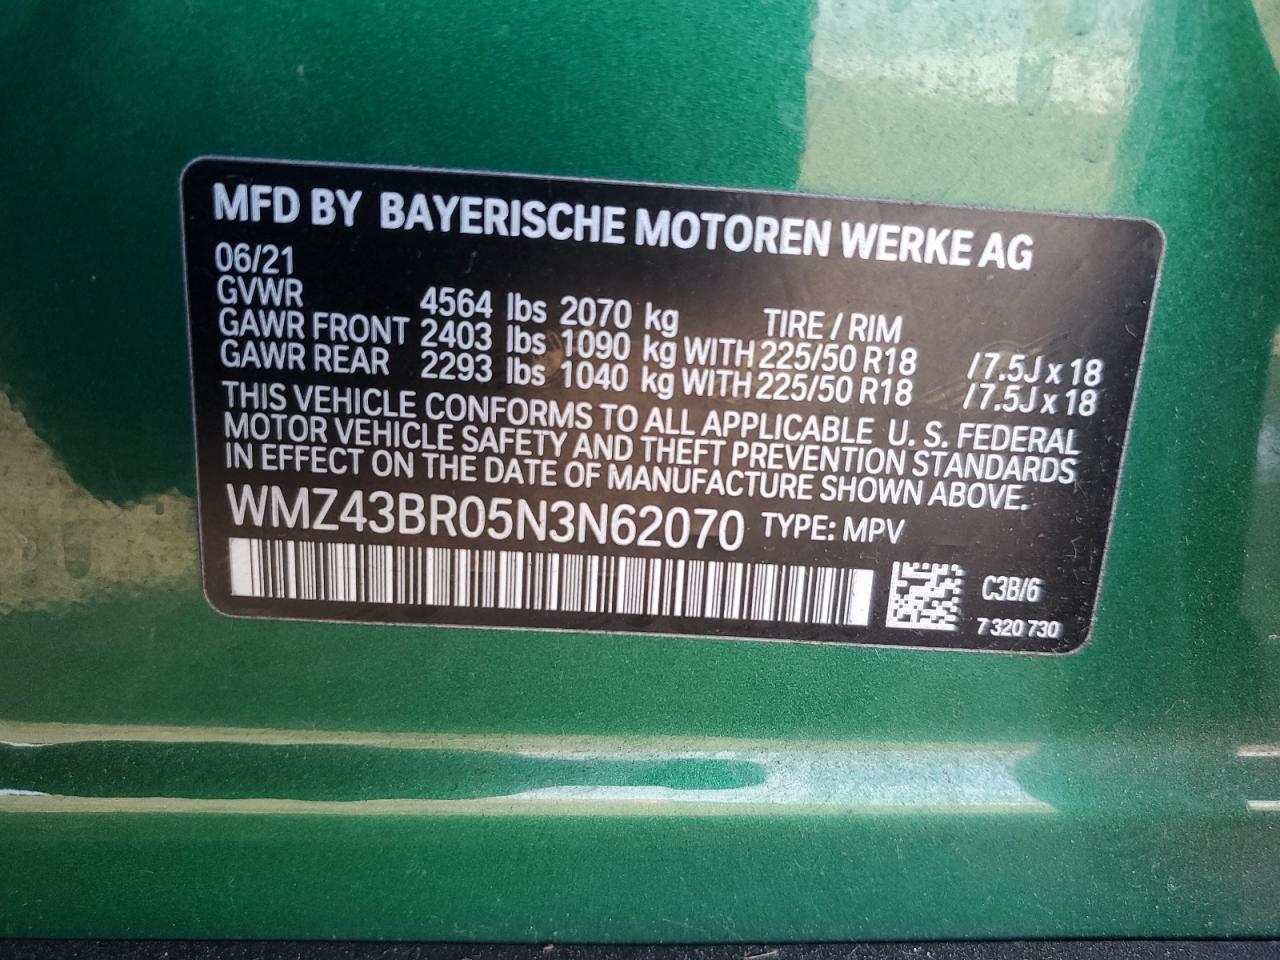 MFD BY BAYERISCHE MOTOREN WERKE AG
06/21
GVWR 4564 lbs 2070 kg TIRE / RIM
GAWR FRONT 2403 lbs 1090 kg WITH 225/50 R18 / 7.5J x 18
GAWR REAR 2293 lbs 1040 kg WITH 225/50 R18 / 7.5J x 18
THIS VEHICLE CONFORMS TO ALL APPLICABLE U. S. FEDERAL
MOTOR VEHICLE SAFETY AND THEFT PREVENTION STANDARDS
IN EFFECT ON THE DATE OF MANUFACTURE SHOWN ABOVE.
WMZ43BR05N3N62070 TYPE: MPV
C3B/6
7 320 730